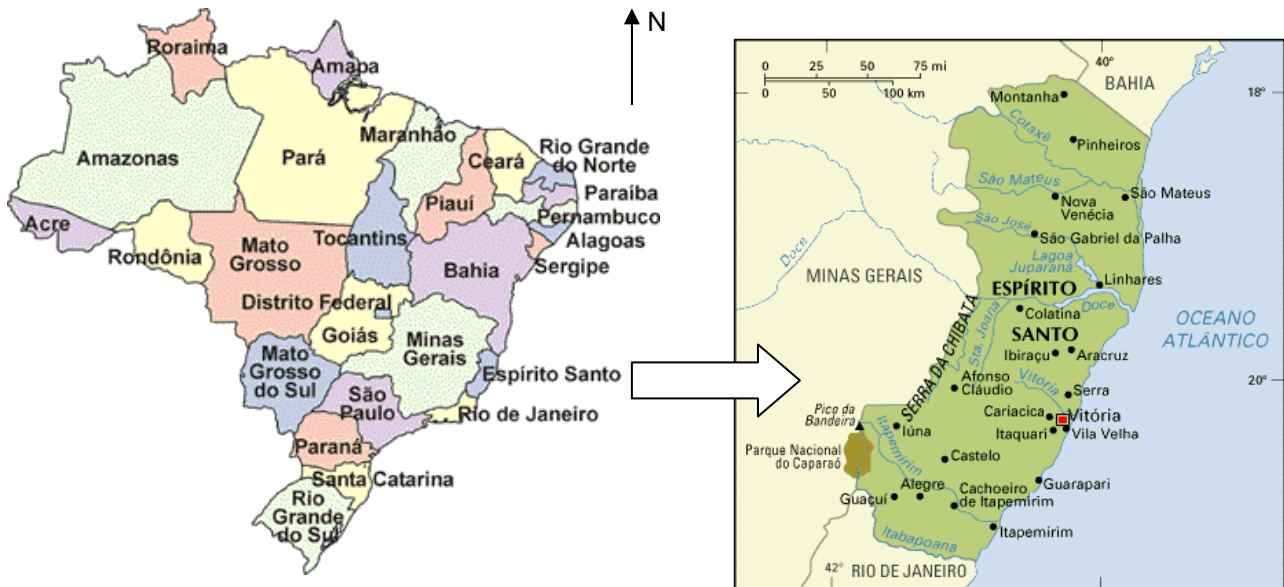 N
Roraima
Amapa
Amazonas
Pará
Maranhão
Ceará
Rio Grande
do Norte
Paraíba
Piauí
Pernambuco
Acre
Alagoas
Rondônia
Mato
Grosso
Tocantins
Bahia
Sergipe
Distrito Federal
Goiás
Minas
Gerais
Mato
Grosso
do Sul
Espírito Santo
São
Paulo
Rio de Janeiro
Paraná
Santa Catarina
Rio
Grande
do Sul
0 25 50 75 mi
0 50 100 km
40°
BAHIA
18°
Montanha
Cotaxé
Pinheiros
São Mateus
São Mateus
Nova
Venécia
São José
São Gabriel da Palha
Doce
Lagoa
Juparanã
MINAS GERAIS
Linhares
ESPÍRITO
Doce
Colatina
SANTO
OCEANO
ATLÂNTICO
SERRA DA CHIBATA
Sta. Joana
Ibiraçu
Aracruz
Vitória
20°
Afonso
Cláudio
Serra
Pico da
Bandeira
Cariacica
Vitória
Iúna
Itaquari
Vila Velha
Parque Nacional
do Caparaó
Itapemirim
Castelo
Guarapari
Guaçuí
Alegre
Cachoeiro
de Itapemirim
Itapemirim
Itabapoana
42°
RIO DE JANEIRO